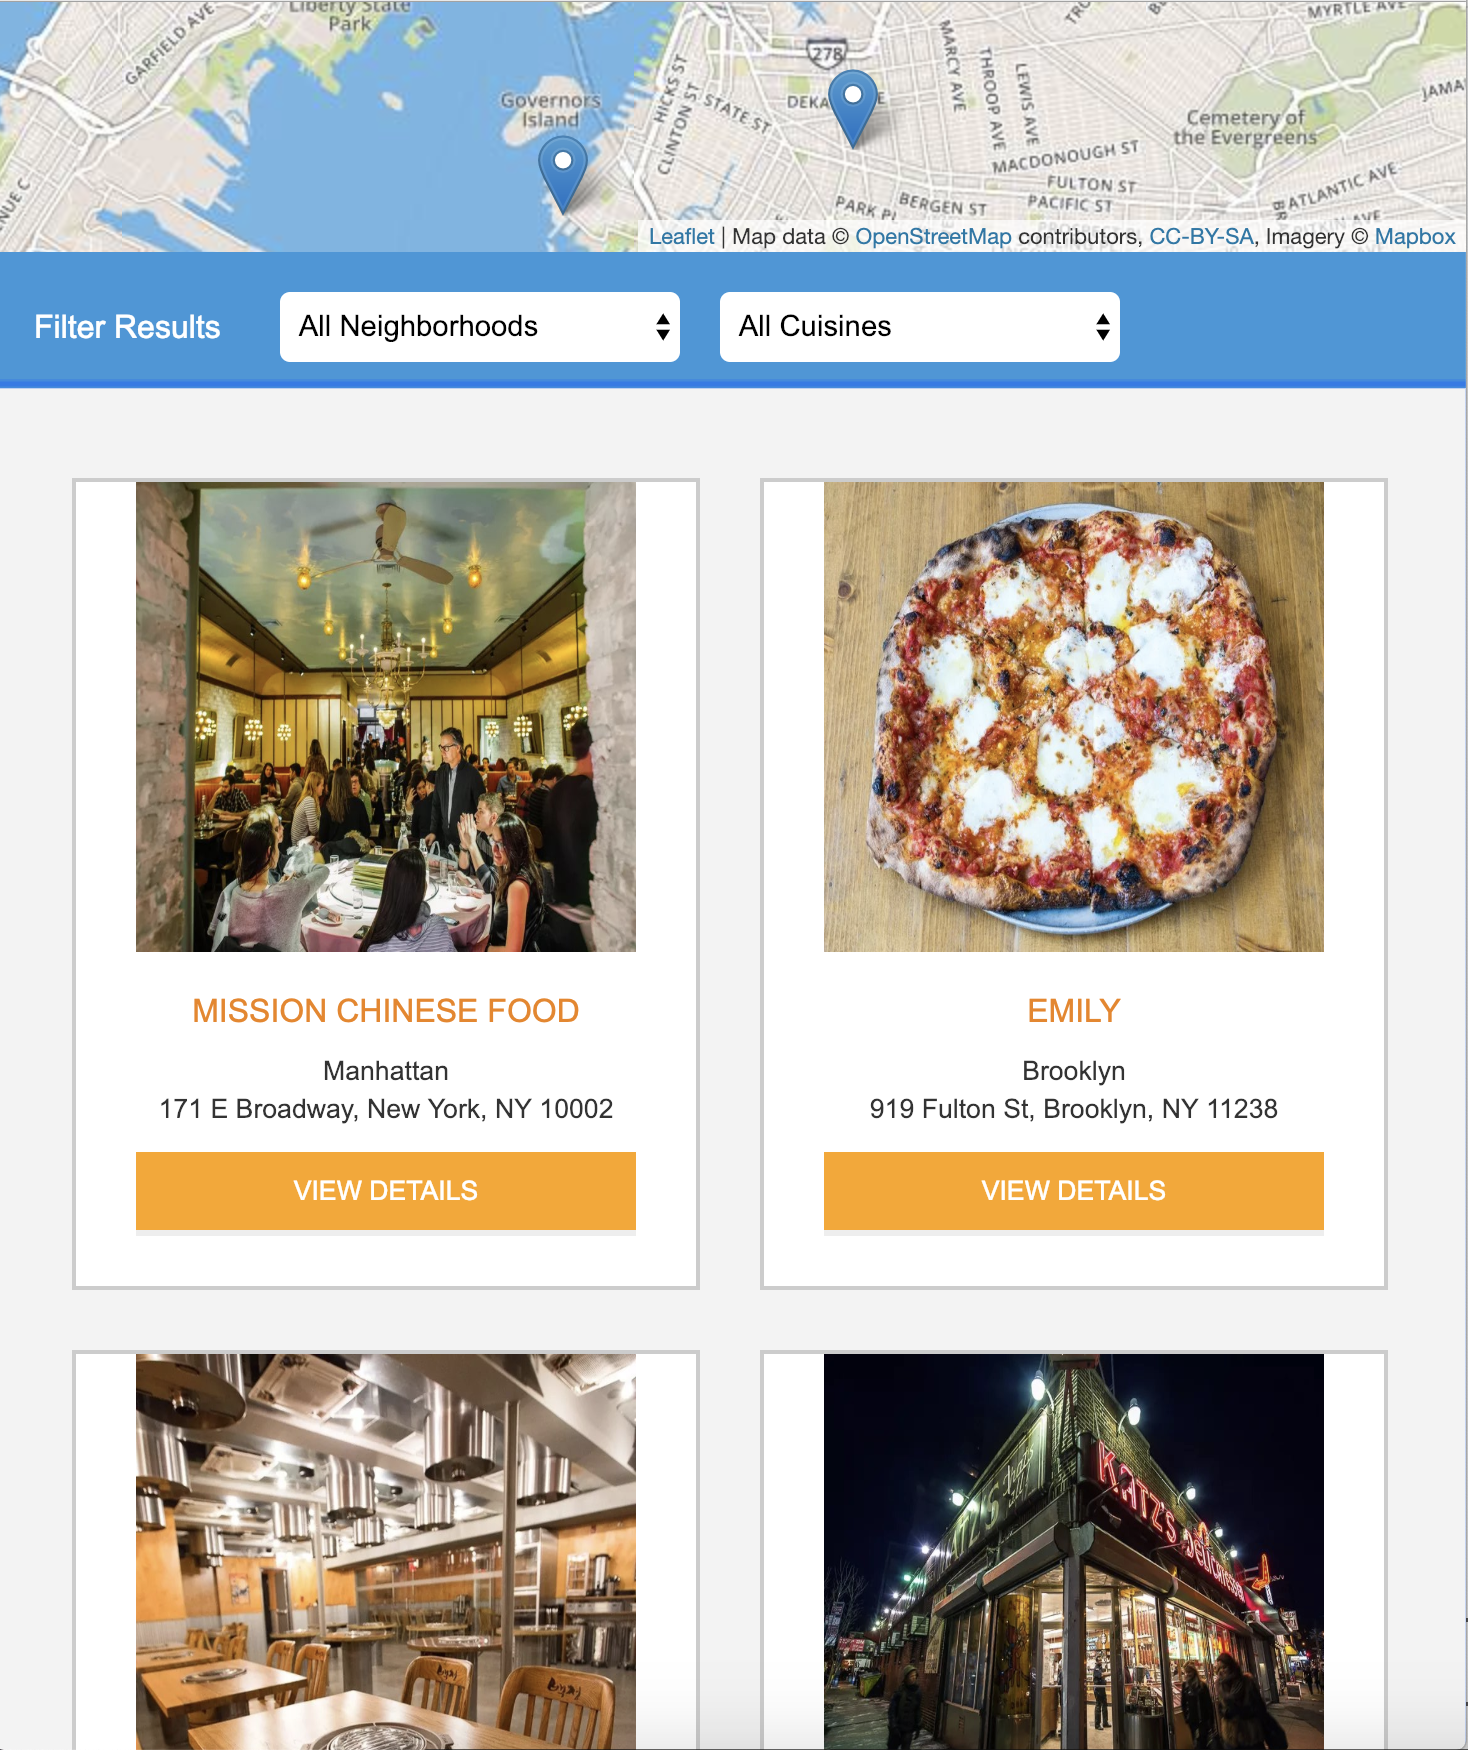 Liberty State
Park
GARFIELD AVE
Governors
Island
HICKS ST
CLINTON ST
STATE ST
278
MARCY AVE
THROOP AVE
LEWIS AVE
MYRTLE AVE
Cemetery of
the Evergreens
MACDONOUGH ST
FULTON ST
PACIFIC ST
BERGEN ST
ATLANTIC AVE
Leaflet | Map data © OpenStreetMap contributors, CC-BY-SA, Imagery © Mapbox
Filter Results
All Neighborhoods
All Cuisines
MISSION CHINESE FOOD
Manhattan
171 E Broadway, New York, NY 10002
VIEW DETAILS
EMILY
Brooklyn
919 Fulton St, Brooklyn, NY 11238
VIEW DETAILS
KATZ'S DELICATESSEN